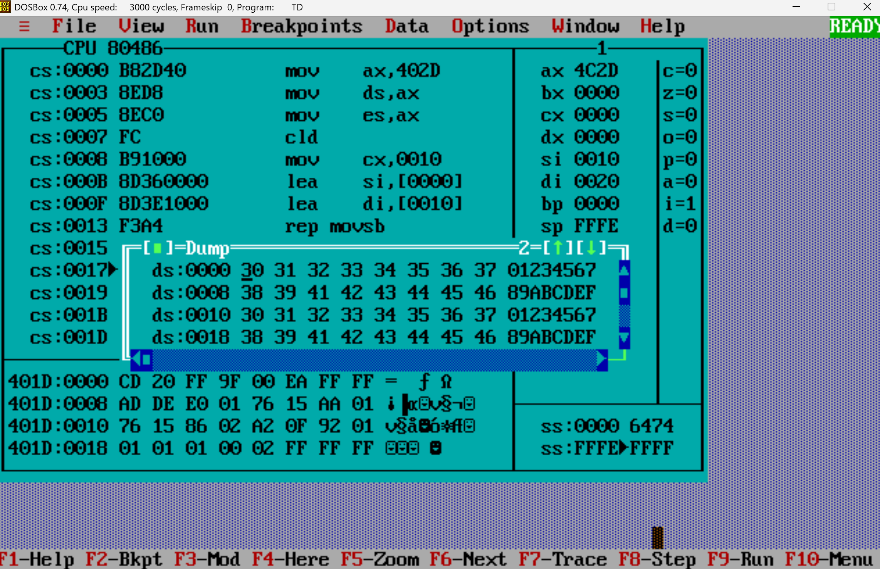 DOSBox 0.74, Cpu speed: 3000 cycles, Frameskip 0, Program: TD
≡ File View Run Breakpoints Data Options Window Help READY
CPU 80486 1
cs:0000 B82D40 mov ax,402D ax 4C2D c=0
cs:0003 8ED8 mov ds,ax bx 0000 z=0
cs:0005 8EC0 mov es,ax cx 0000 s=0
cs:0007 FC cld dx 0000 o=0
cs:0008 B91000 mov cx,0010 si 0010 p=0
cs:000B 8D360000 lea si,[0000] di 0020 a=0
cs:000F 8D3E1000 lea di,[0010] bp 0000 i=1
cs:0013 F3A4 rep movsb sp FFFE d=0
cs:0015 [■]=Dump 2=[↑][↓]
cs:0017► ds:0000 30 31 32 33 34 35 36 37 01234567
cs:0019 ds:0008 38 39 41 42 43 44 45 46 89ABCDEF
cs:001B ds:0010 30 31 32 33 34 35 36 37 01234567
cs:001D ds:0018 38 39 41 42 43 44 45 46 89ABCDEF
401D:0000 CD 20 FF 9F 00 EA FF FF = ƒ Ω
401D:0008 AD DE E0 01 76 15 AA 01 ¡▐α☺v§¬☺
401D:0010 76 15 86 02 A2 0F 92 01 v§å☻ó☼Æ☺ ss:0000 6474
401D:0018 01 01 01 00 02 FF FF FF ☺☺☺ ☻ ss:FFFE►FFFF
F1-Help F2-Bkpt F3-Mod F4-Here F5-Zoom F6-Next F7-Trace F8-Step F9-Run F10-Menu